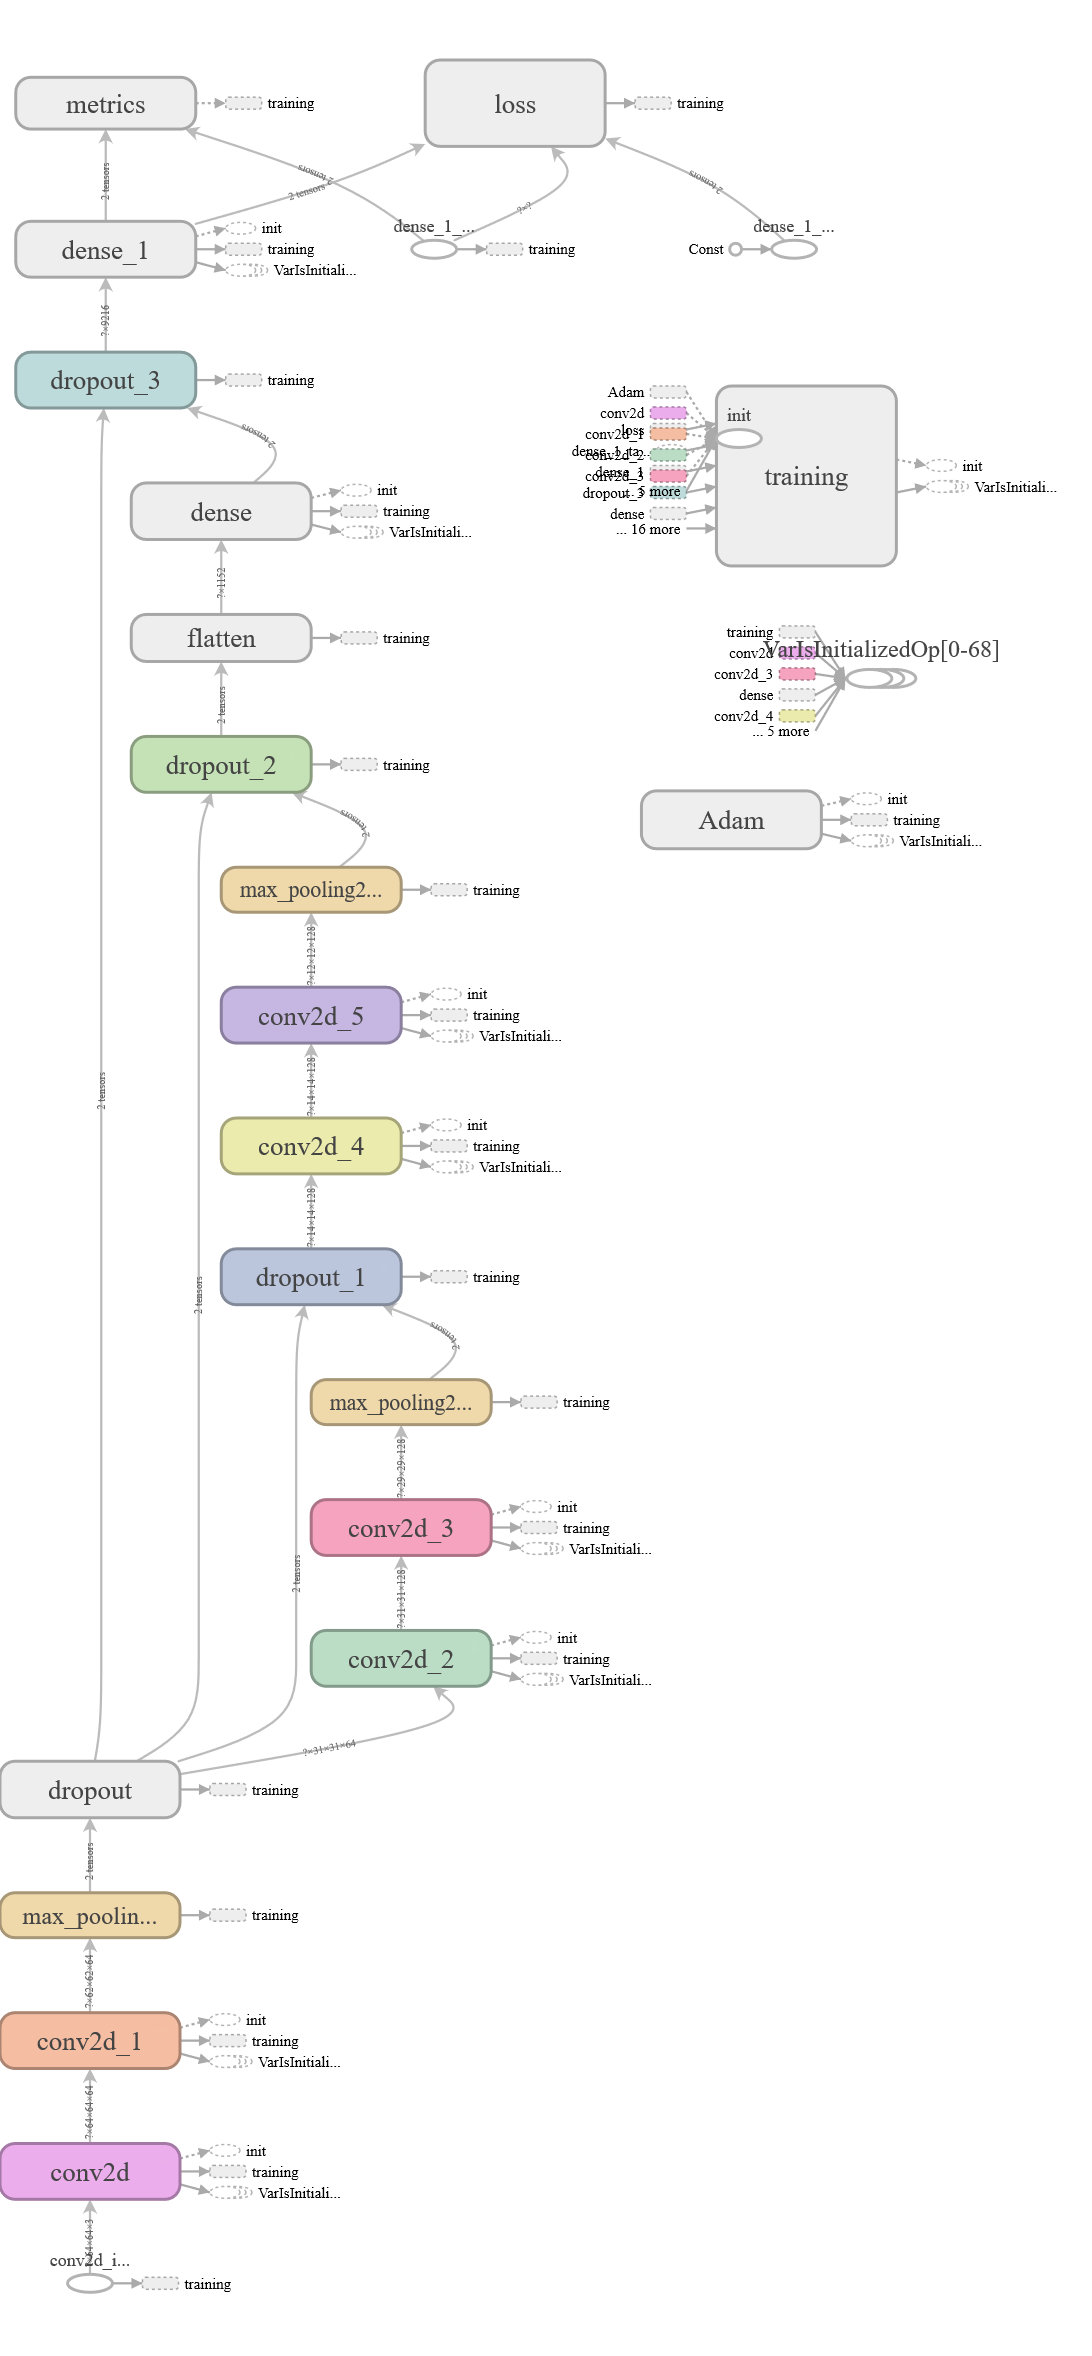 metrics
training
loss
training
2 tensors
2 tensors
2 tensors
?×?
2 tensors
dense_1
init
training
VarIsInitiali...
dense_1_...
training
Const
dense_1_...
?×9216
dropout_3
training
2 tensors
Adam
conv2d
loss
conv2d_1
dense_1_ta...
conv2d_2
dense_1
conv2d_3
... 5 more
dropout_3
dense
... 16 more
init
training
init
VarIsInitiali...
dense
init
training
VarIsInitiali...
?×1152
flatten
training
2 tensors
training
conv2d
conv2d_3
dense
conv2d_4
... 5 more
VarIsInitializedOp[0-68]
dropout_2
training
2 tensors
Adam
init
training
VarIsInitiali...
max_pooling2...
training
?×12×12×128
conv2d_5
init
training
VarIsInitiali...
?×14×14×128
2 tensors
conv2d_4
init
training
VarIsInitiali...
?×14×14×128
2 tensors
dropout_1
training
2 tensors
max_pooling2...
training
?×29×29×128
conv2d_3
init
training
VarIsInitiali...
2 tensors
?×31×31×128
conv2d_2
init
training
VarIsInitiali...
?×31×31×64
dropout
training
2 tensors
max_poolin...
training
?×62×62×64
conv2d_1
init
training
VarIsInitiali...
?×64×64×64
conv2d
init
training
VarIsInitiali...
?×64×64×3
conv2d_i...
training